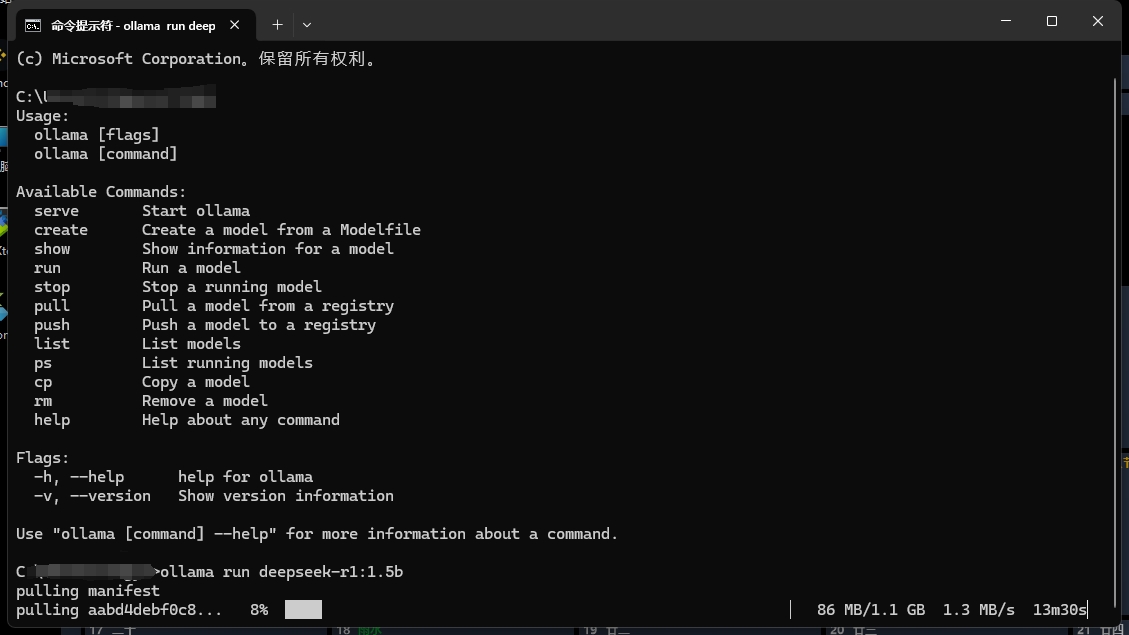 命令提示符 - ollama run deep
(c) Microsoft Corporation。保留所有权利。
C:\
Usage:
ollama [flags]
ollama [command]
Available Commands:
serve Start ollama
create Create a model from a Modelfile
show Show information for a model
run Run a model
stop Stop a running model
pull Pull a model from a registry
push Push a model to a registry
list List models
ps List running models
cp Copy a model
rm Remove a model
help Help about any command
Flags:
-h, --help help for ollama
-v, --version Show version information
Use "ollama [command] --help" for more information about a command.
C >ollama run deepseek-r1:1.5b
pulling manifest
pulling aabd4debf0c8... 8% 86 MB/1.1 GB 1.3 MB/s 13m30s